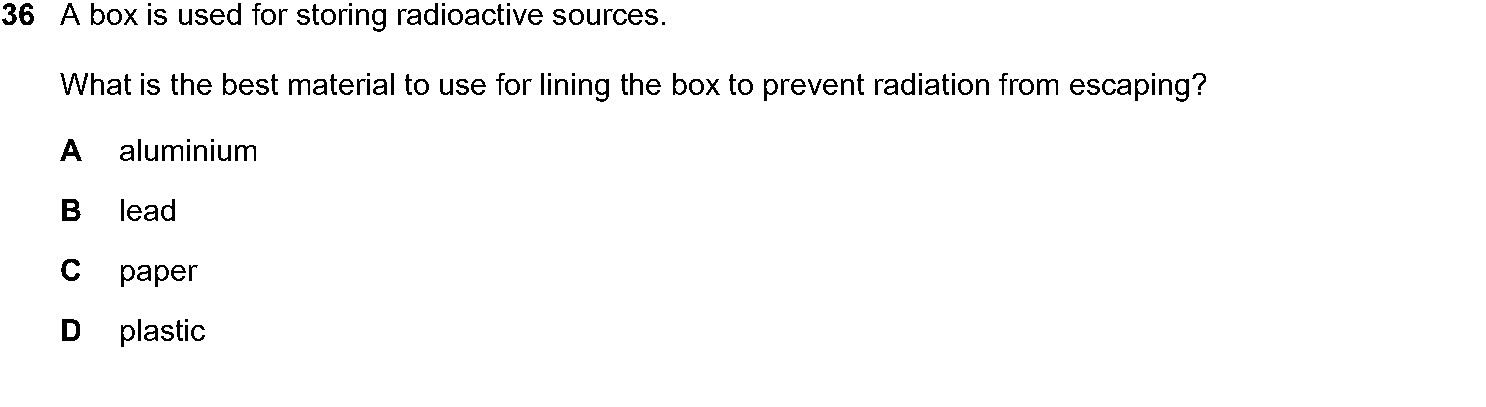 36 A box is used for storing radioactive sources.
What is the best material to use for lining the box to prevent radiation from escaping?
A aluminium
B lead
C paper
D plastic